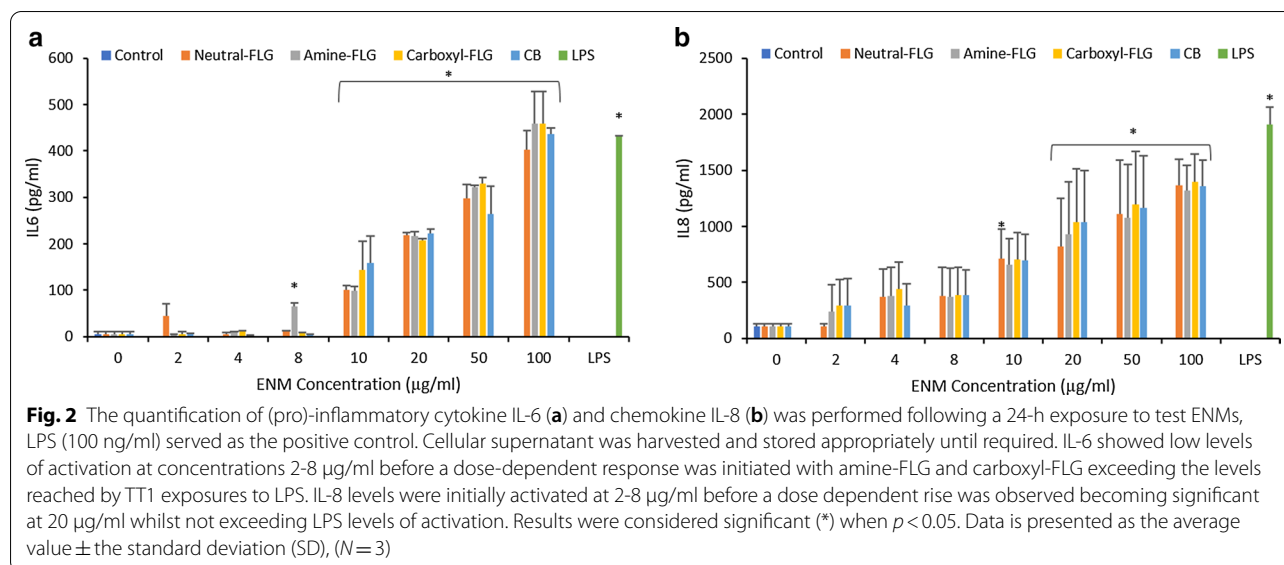 a
Control Neutral-FLG Amine-FLG Carboxyl-FLG CB LPS
600
500
400
300
200
100
0
IL6 (pg/ml)
*
*
*
0 2 4 8 10 20 50 100 LPS
ENM Concentration (µg/ml)
b
Control Neutral-FLG Amine-FLG Carboxyl-FLG CB LPS
2500
2000
1500
1000
500
0
IL8 (pg/ml)
*
*
*
0 2 4 8 10 20 50 100 LPS
ENM Concentration (µg/ml)
Fig. 2 The quantification of (pro)-inflammatory cytokine IL-6 (a) and chemokine IL-8 (b) was performed following a 24-h exposure to test ENMs,
LPS (100 ng/ml) served as the positive control. Cellular supernatant was harvested and stored appropriately until required. IL-6 showed low levels
of activation at concentrations 2-8 µg/ml before a dose-dependent response was initiated with amine-FLG and carboxyl-FLG exceeding the levels
reached by TT1 exposures to LPS. IL-8 levels were initially activated at 2-8 µg/ml before a dose dependent rise was observed becoming significant
at 20 µg/ml whilst not exceeding LPS levels of activation. Results were considered significant (*) when p < 0.05. Data is presented as the average
value ± the standard deviation (SD), (N = 3)